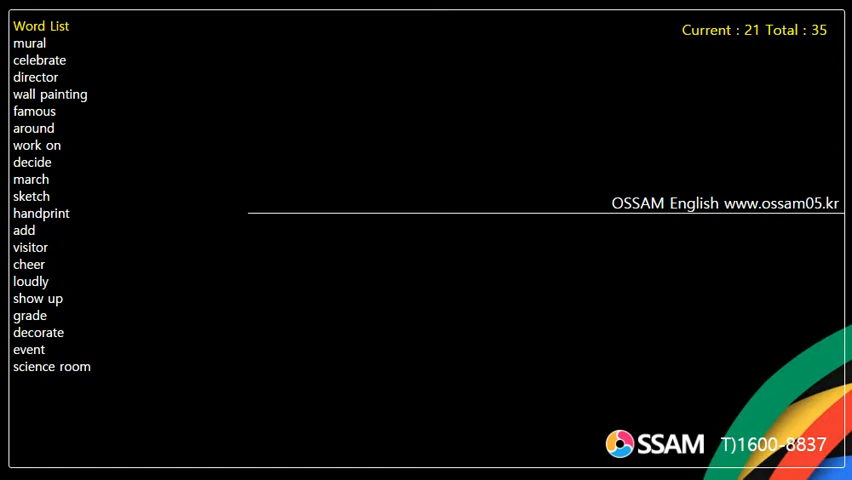 Word List
mural
celebrate
director
wall painting
famous
around
work on
decide
march
sketch
handprint
add
visitor
cheer
loudly
show up
grade
decorate
event
science room
Current : 21 Total : 35
OSSAM English www.ossam05.kr
OSSAM T)1600-8837